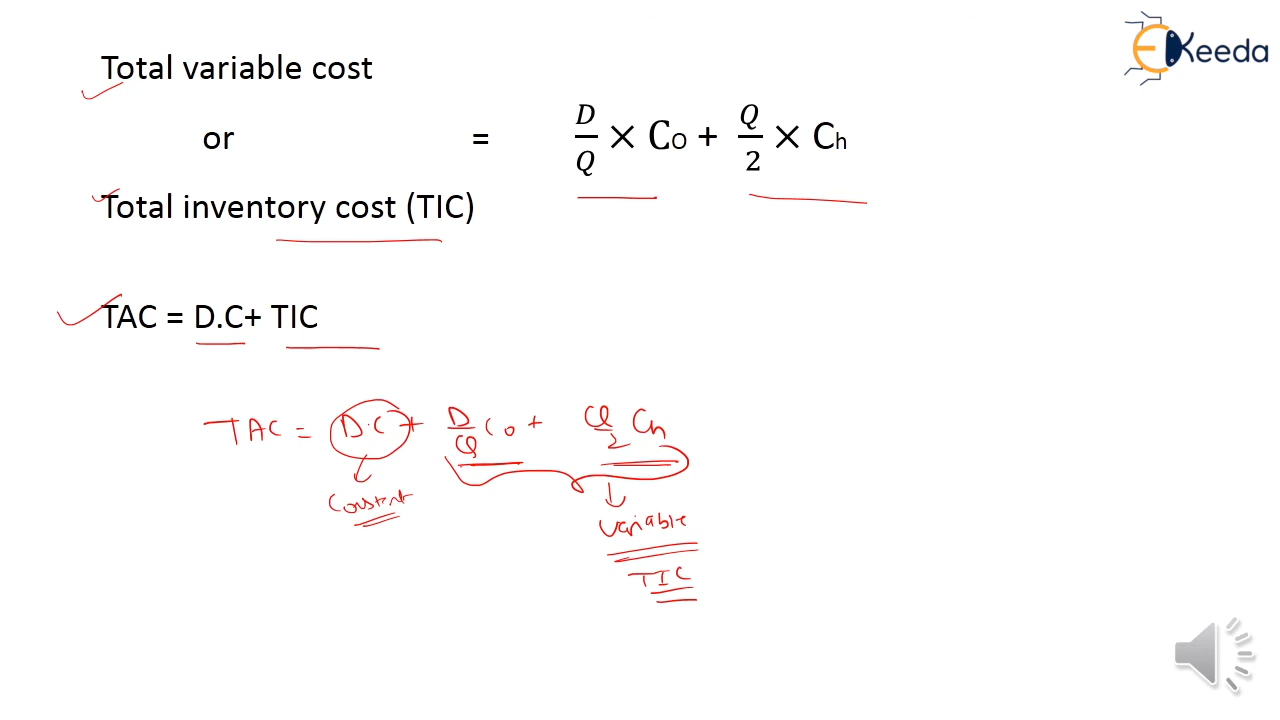 EKeeda
Total variable cost
or = D/Q × CO + Q/2 × Ch
Total inventory cost (TIC)
TAC = D.C+ TIC
TAC = D.C + D/Q Co + Q/2 Ch
Constant
Variable
TIC